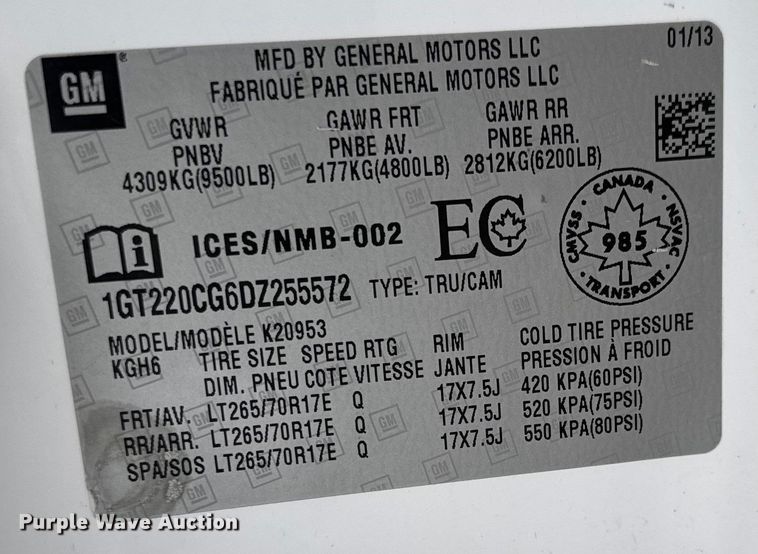 GM
MFD BY GENERAL MOTORS LLC 01/13
FABRIQUÉ PAR GENERAL MOTORS LLC
GVWR GAWR FRT GAWR RR
PNBV PNBE AV. PNBE ARR.
4309KG(9500LB) 2177KG(4800LB) 2812KG(6200LB)
ICES/NMB-002 EC
CANADA
CMVSS 985 NSVAC
TRANSPORT
1GT220CG6DZ255572 TYPE: TRU/CAM
MODEL/MODÈLE K20953
KGH6 TIRE SIZE SPEED RTG RIM COLD TIRE PRESSURE
DIM. PNEU COTE VITESSE JANTE PRESSION À FROID
FRT/AV. LT265/70R17E Q 17X7.5J 420 KPA(60PSI)
RR/ARR. LT265/70R17E Q 17X7.5J 520 KPA(75PSI)
SPA/SOS LT265/70R17E Q 17X7.5J 550 KPA(80PSI)
Purple Wave Auction